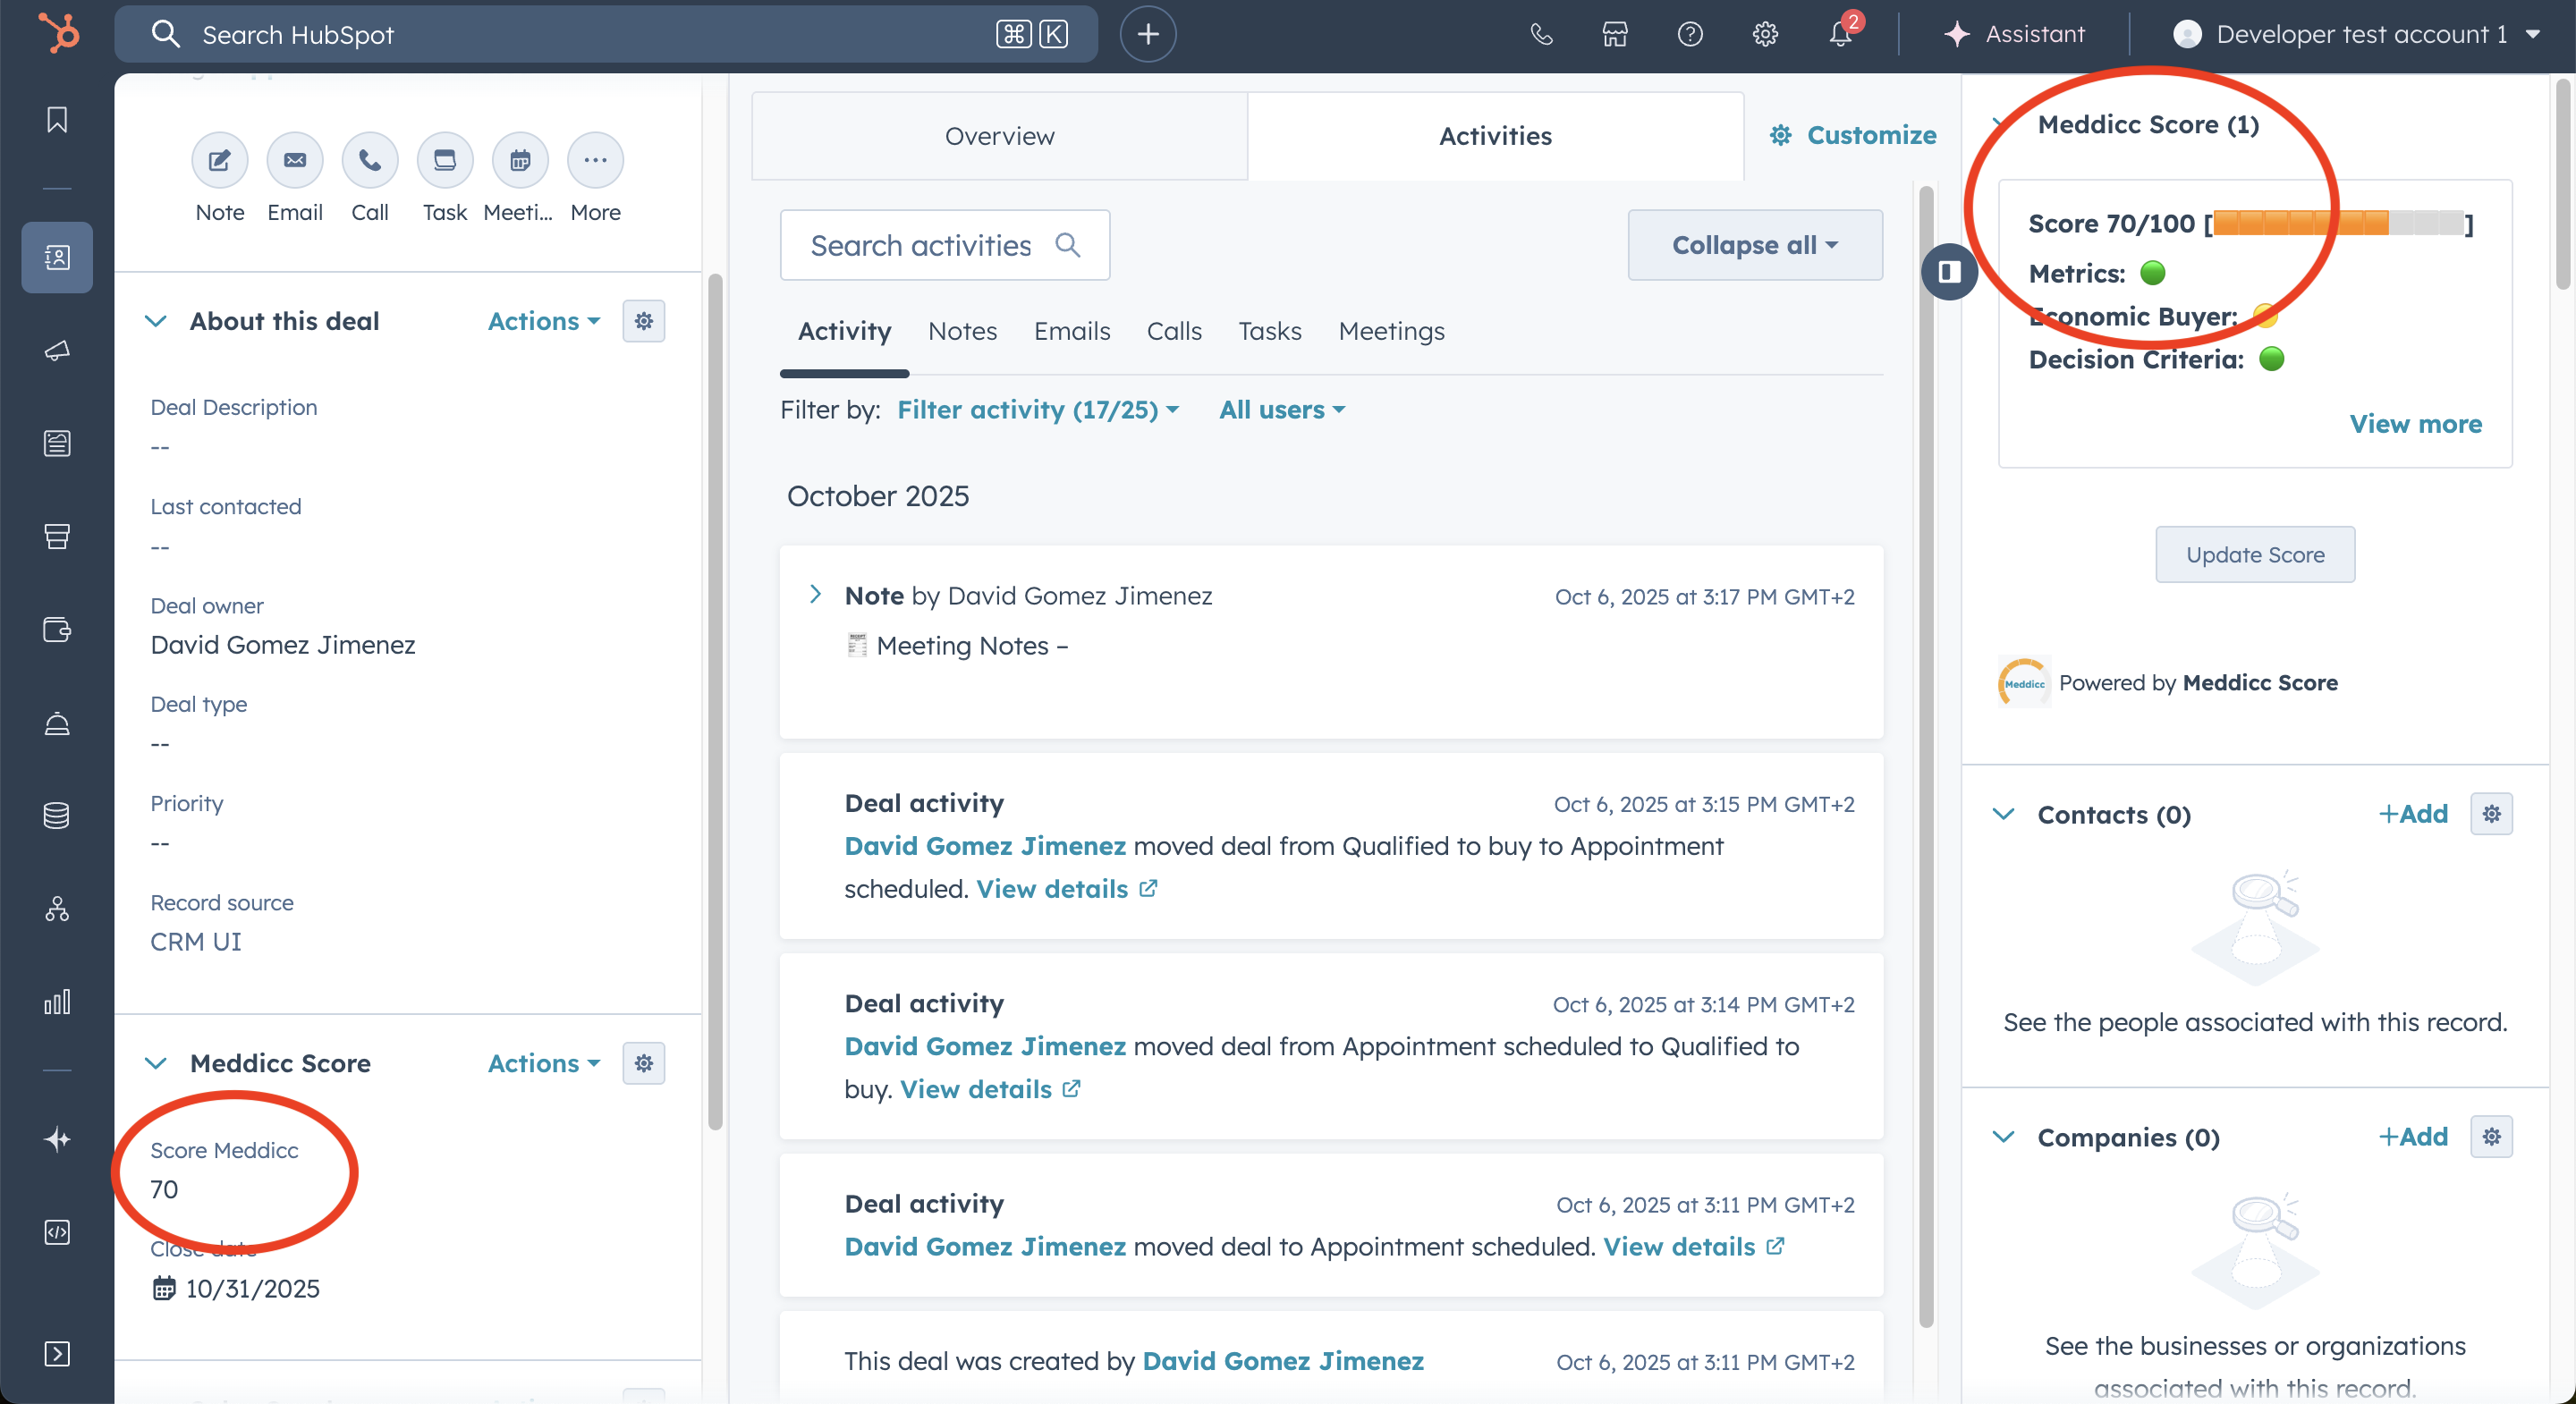 Search HubSpot
⌘ K
2
Assistant
Developer test account 1
Note
Email
Call
Task
Meeti...
More
About this deal
Actions
Deal Description
--
Last contacted
--
Deal owner
David Gomez Jimenez
Deal type
--
Priority
--
Record source
CRM UI
Meddicc Score
Actions
Score Meddicc
70
Close date
10/31/2025
Overview
Activities
Customize
Search activities
Collapse all
Activity
Notes
Emails
Calls
Tasks
Meetings
Filter by: Filter activity (17/25) All users
October 2025
Note by David Gomez Jimenez
Oct 6, 2025 at 3:17 PM GMT+2
Meeting Notes –
Deal activity
Oct 6, 2025 at 3:15 PM GMT+2
David Gomez Jimenez moved deal from Qualified to buy to Appointment
scheduled. View details
Deal activity
Oct 6, 2025 at 3:14 PM GMT+2
David Gomez Jimenez moved deal from Appointment scheduled to Qualified to
buy. View details
Deal activity
Oct 6, 2025 at 3:11 PM GMT+2
David Gomez Jimenez moved deal to Appointment scheduled. View details
This deal was created by David Gomez Jimenez
Oct 6, 2025 at 3:11 PM GMT+2
Meddicc Score (1)
Score 70/100 [ ]
Metrics:
Economic Buyer:
Decision Criteria:
View more
Update Score
Meddicc
Powered by Meddicc Score
Contacts (0)
+Add
See the people associated with this record.
Companies (0)
+Add
See the businesses or organizations
associated with this record.